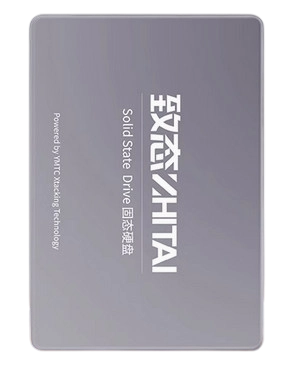 致态ZHITAI
Solid State Drive 固态硬盘
Powered by YMTC Xtacking Technology